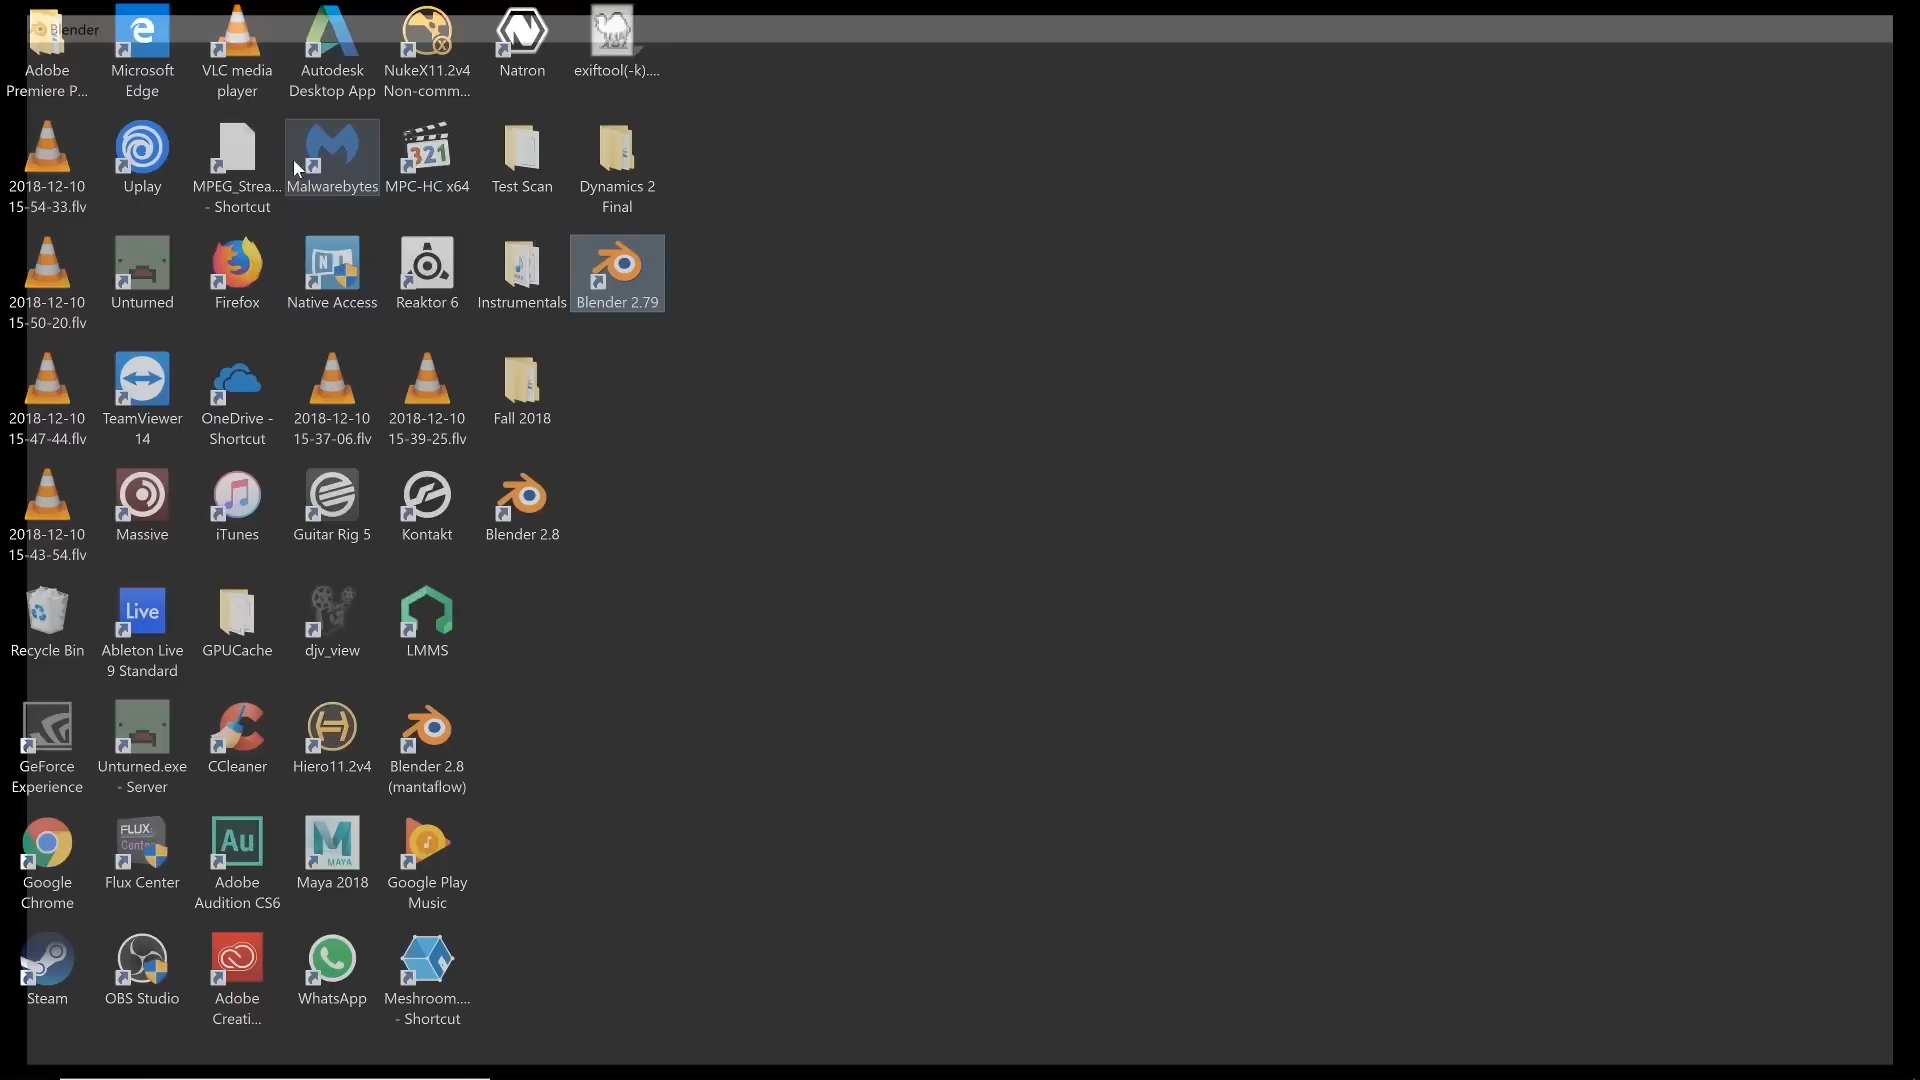 Blender
Adobe
Premiere P...
Microsoft
Edge
VLC media
player
Autodesk
Desktop App
NukeX11.2v4
Non-comm...
Natron
exiftool(-k)....
2018-12-10
15-54-33.flv
Uplay
MPEG_Strea...
- Shortcut
Malwarebytes
321
MPC-HC x64
Test Scan
Dynamics 2
Final
2018-12-10
15-50-20.flv
Unturned
Firefox
N
Native Access
Reaktor 6
Instrumentals
Blender 2.79
2018-12-10
15-47-44.flv
TeamViewer
14
OneDrive -
Shortcut
2018-12-10
15-37-06.flv
2018-12-10
15-39-25.flv
Fall 2018
2018-12-10
15-43-54.flv
Massive
iTunes
Guitar Rig 5
Kontakt
Blender 2.8
Recycle Bin
Live
Ableton Live
9 Standard
GPUCache
djv_view
LMMS
GeForce
Experience
Unturned.exe
- Server
CCleaner
Hiero11.2v4
Blender 2.8
(mantaflow)
Google
Chrome
FLUX:
Center
Flux Center
Au
Adobe
Audition CS6
M
MAYA
Maya 2018
Google Play
Music
Steam
OBS Studio
Adobe
Creati...
WhatsApp
Meshroom....
- Shortcut